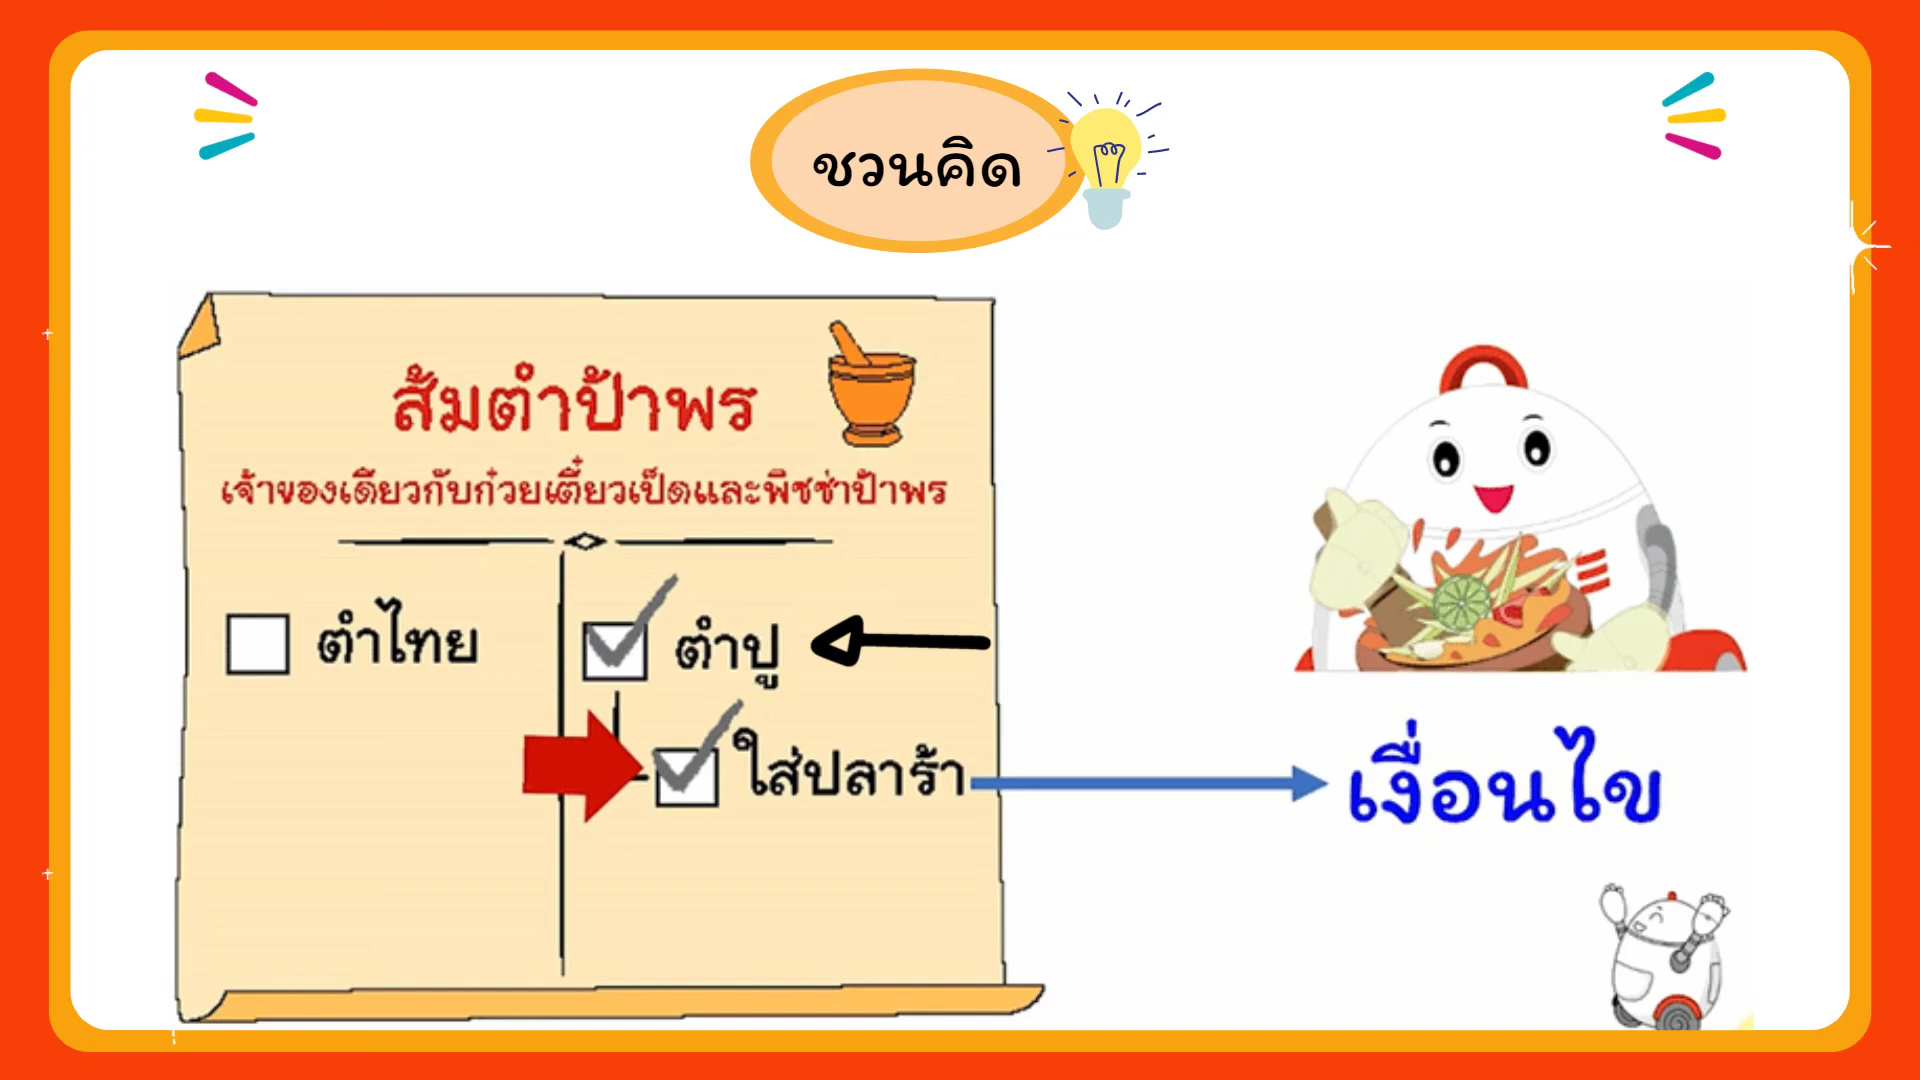 ชวนคิด
ส้มตำป้าพร
เจ้าของเดียวกับก๋วยเตี๋ยวเป็ดและพิซซ่าป้าพร
ตำไทย
ตำปู
ใส่ปลาร้า
เงื่อนไข